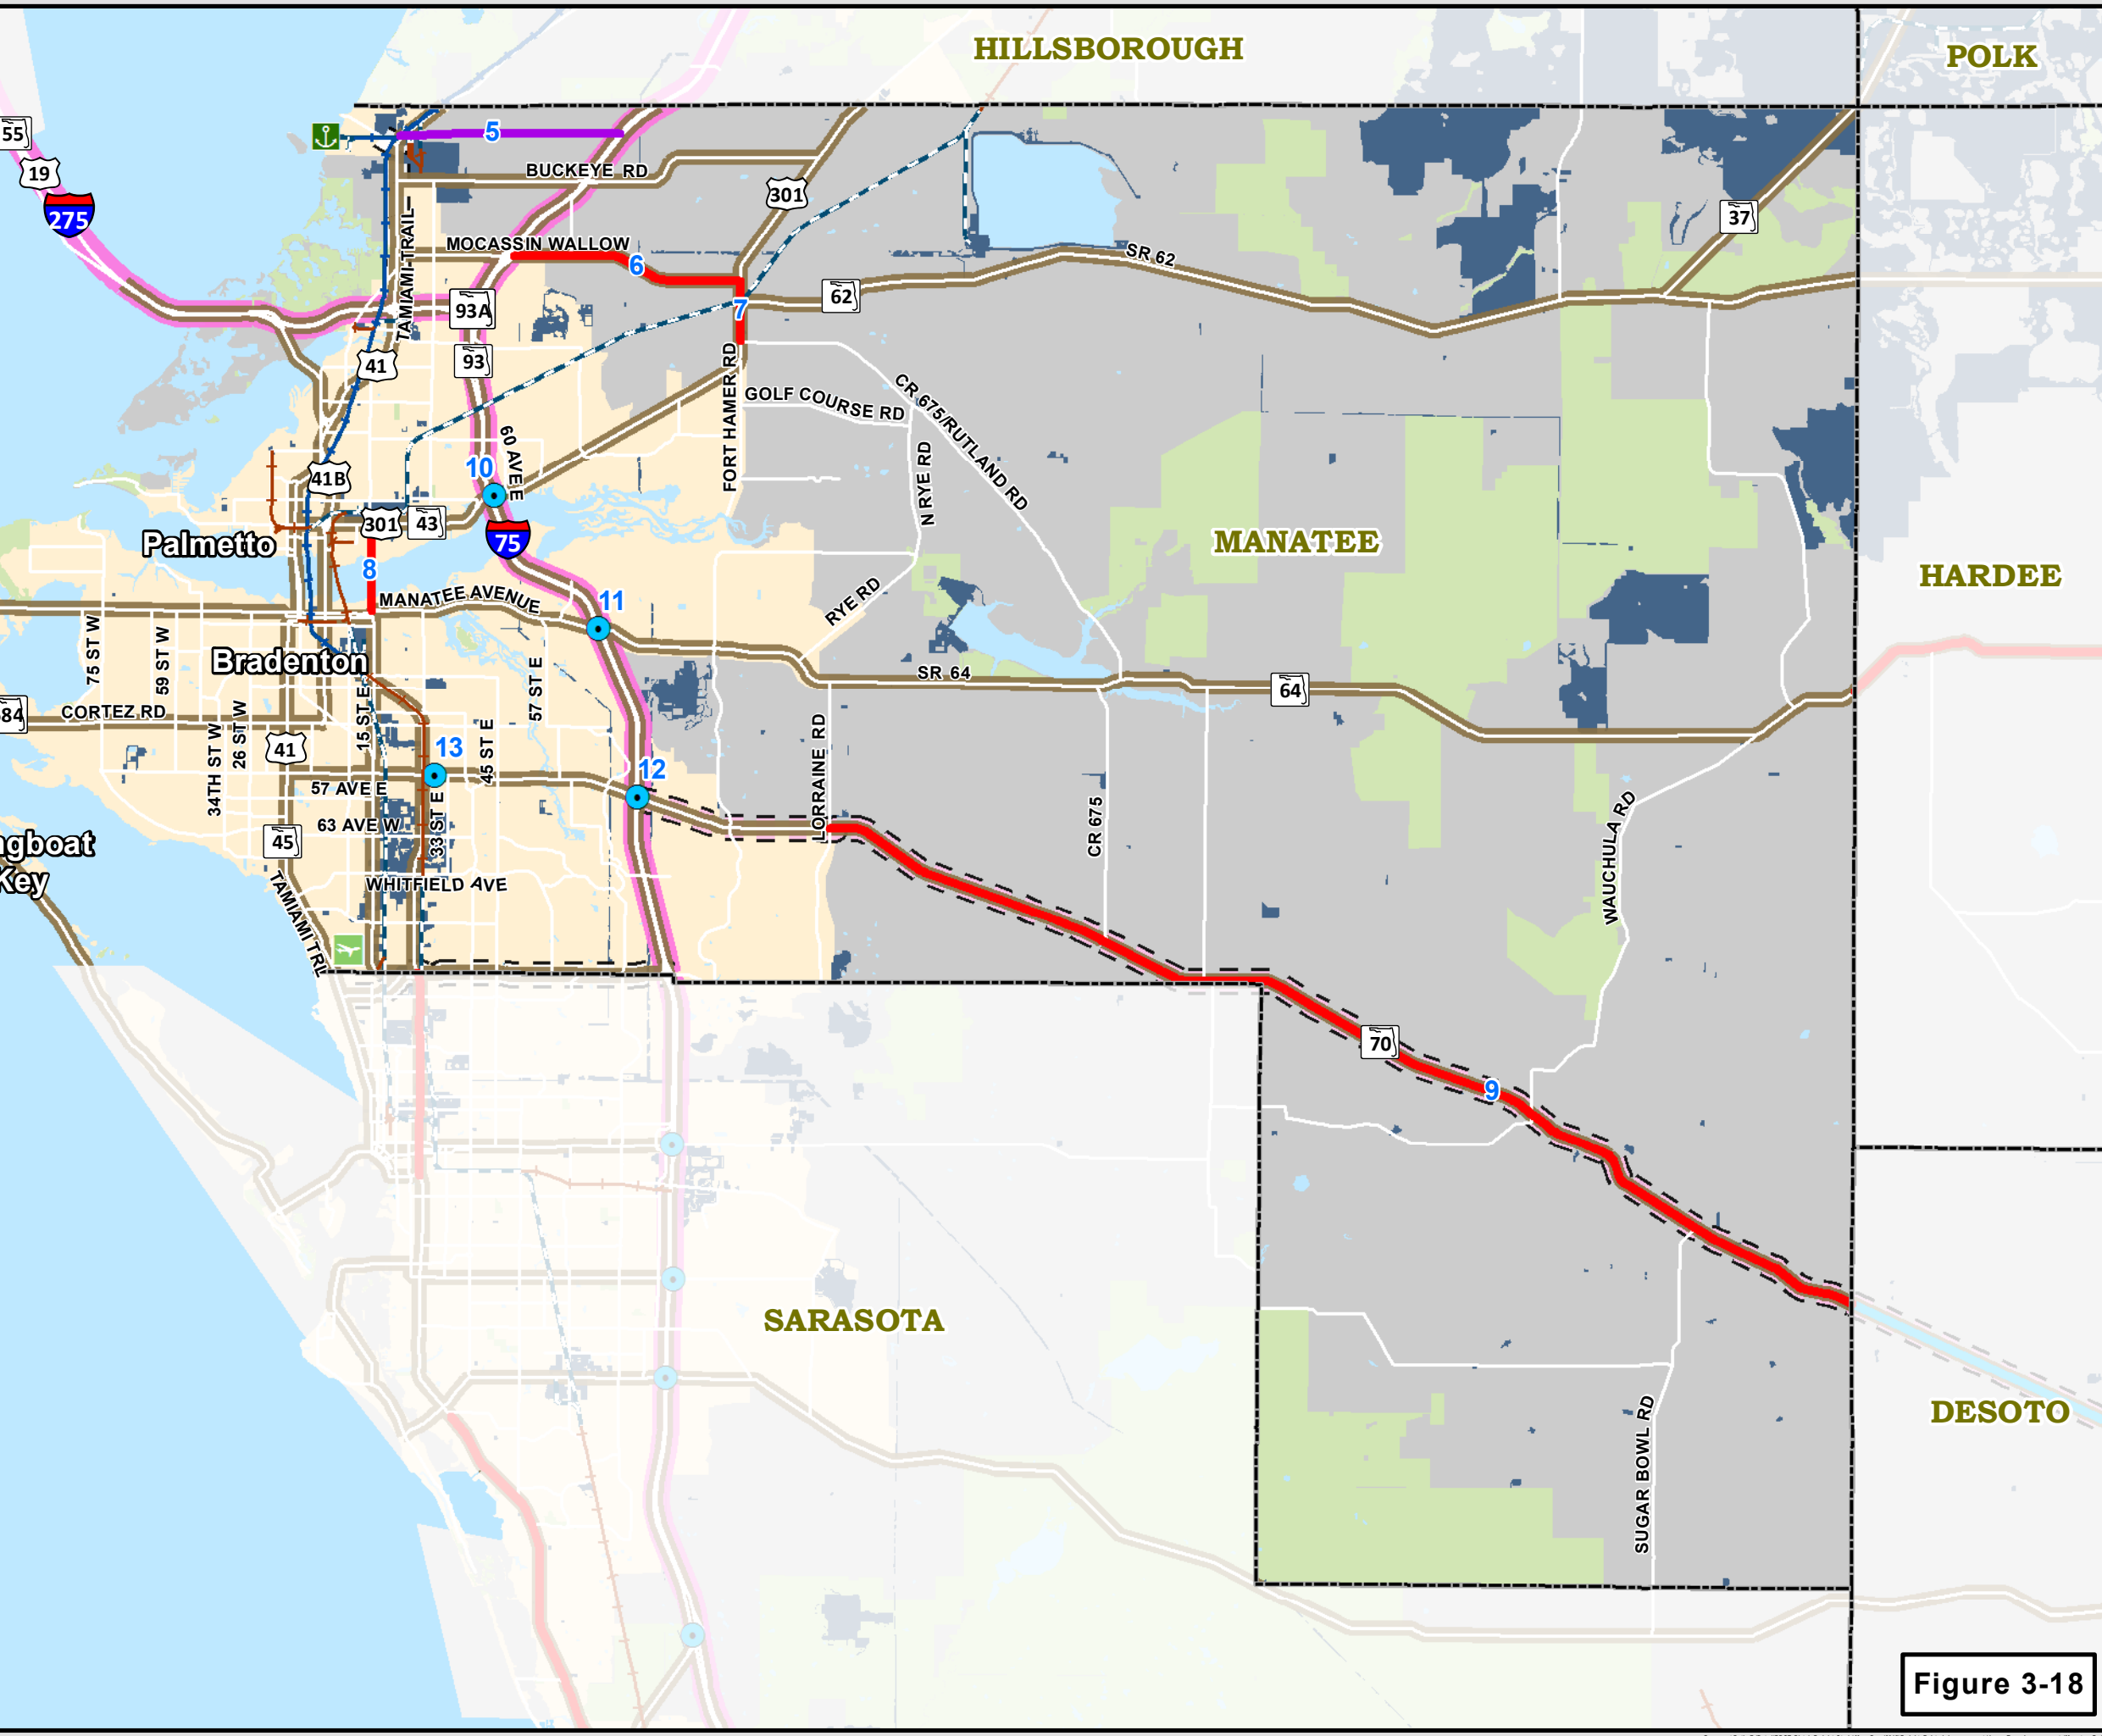 HILLSBOROUGH
POLK
55
5
19
BUCKEYE RD
301
275
37
TAMIAMI TRAIL
MOCASSIN WALLOW
SR 62
6
62
7
93A
41
93
FORT HAMER RD
GOLF COURSE RD
CR 675/RUTLAND RD
60 AVE E
10
41B
N RYE RD
301
43
75
Palmetto
MANATEE
8
HARDEE
MANATEE AVENUE
11
RYE RD
75 ST W
59 ST W
Bradenton
57 ST E
SR 64
64
84
CORTEZ RD
15 ST E
34TH ST W
26 ST W
41
13
45 ST E
12
LORRAINE RD
57 AVE E
63 AVE W
33 ST E
CR 675
WAUCHULA RD
45
ngboat
Key
WHITFIELD AVE
TAMIAMI TRL
70
9
SARASOTA
DESOTO
SUGAR BOWL RD
Figure 3-18